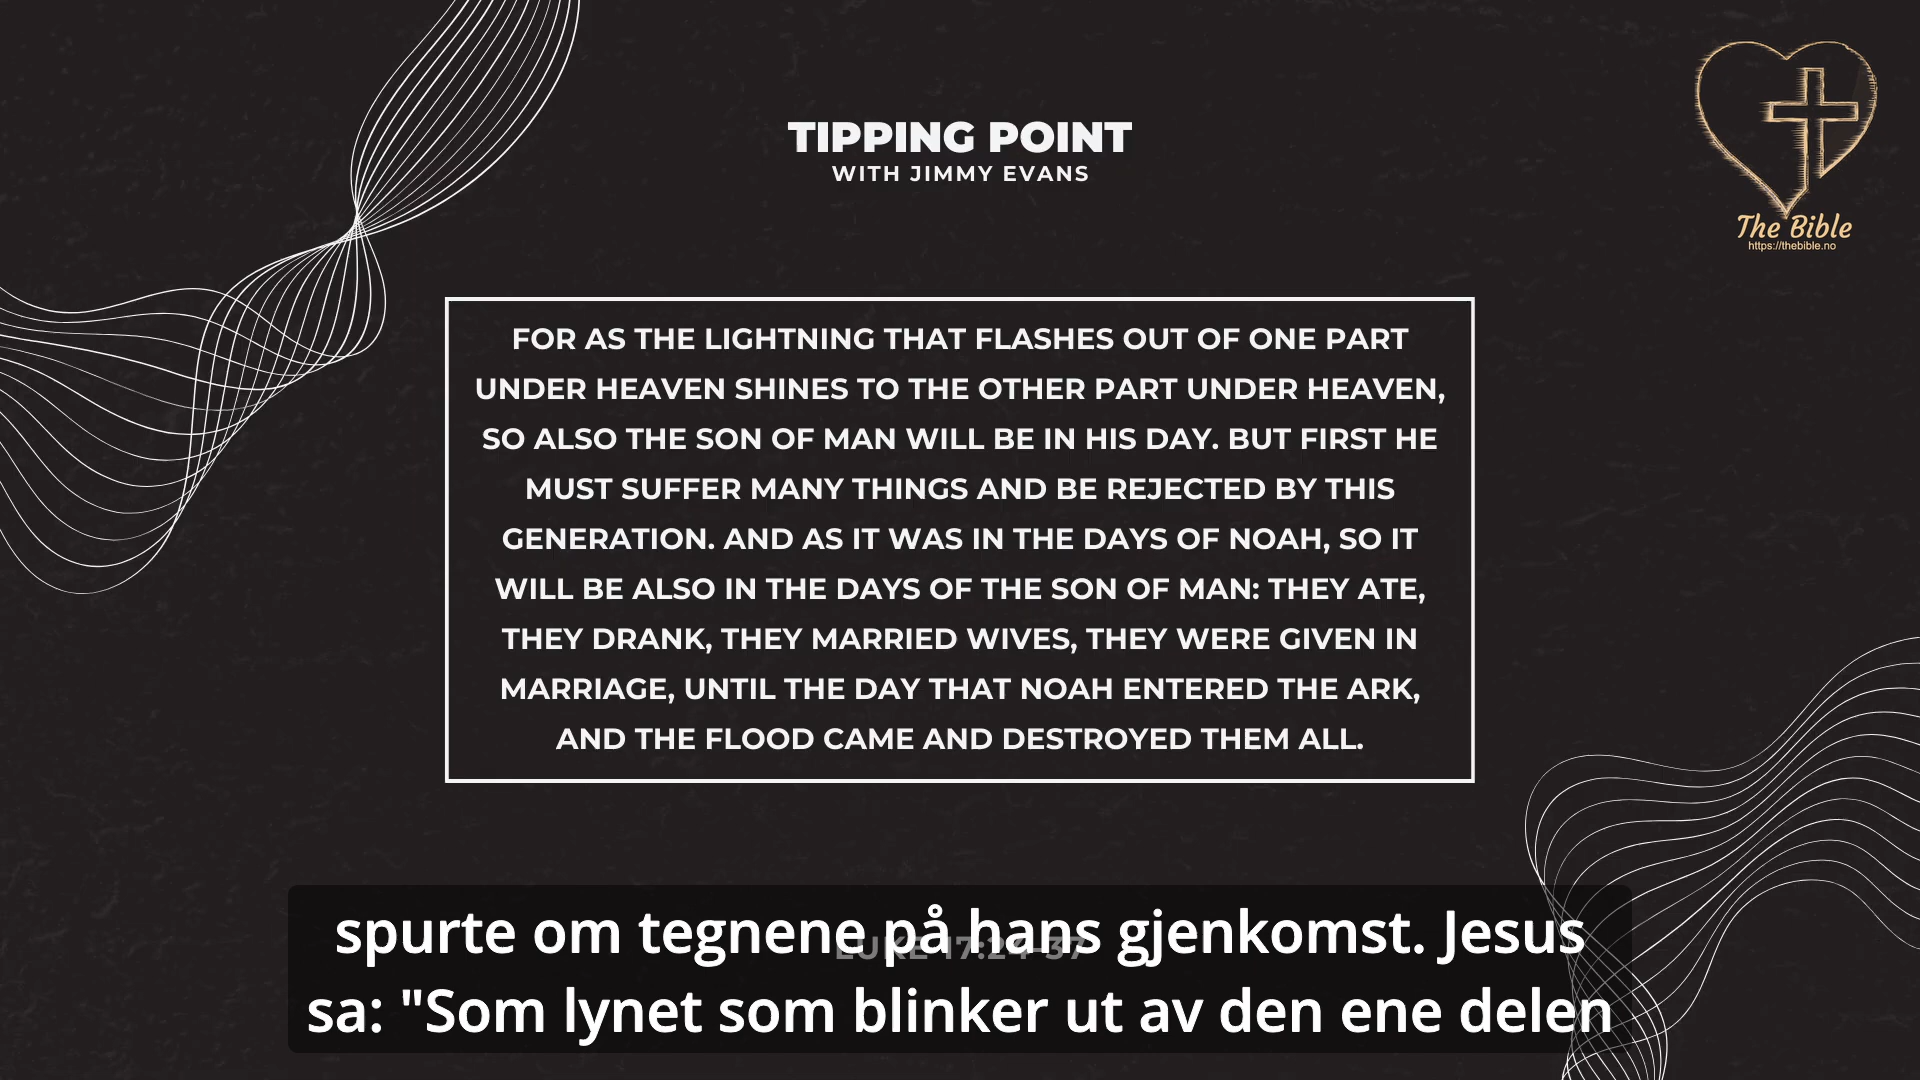 TIPPING POINT
WITH JIMMY EVANS
The Bible
https://thebible.no
FOR AS THE LIGHTNING THAT FLASHES OUT OF ONE PART
UNDER HEAVEN SHINES TO THE OTHER PART UNDER HEAVEN,
SO ALSO THE SON OF MAN WILL BE IN HIS DAY. BUT FIRST HE
MUST SUFFER MANY THINGS AND BE REJECTED BY THIS
GENERATION. AND AS IT WAS IN THE DAYS OF NOAH, SO IT
WILL BE ALSO IN THE DAYS OF THE SON OF MAN: THEY ATE,
THEY DRANK, THEY MARRIED WIVES, THEY WERE GIVEN IN
MARRIAGE, UNTIL THE DAY THAT NOAH ENTERED THE ARK,
AND THE FLOOD CAME AND DESTROYED THEM ALL.
LUKE 17:24-37
spurte om tegnene på hans gjenkomst. Jesus
sa: "Som lynet som blinker ut av den ene delen